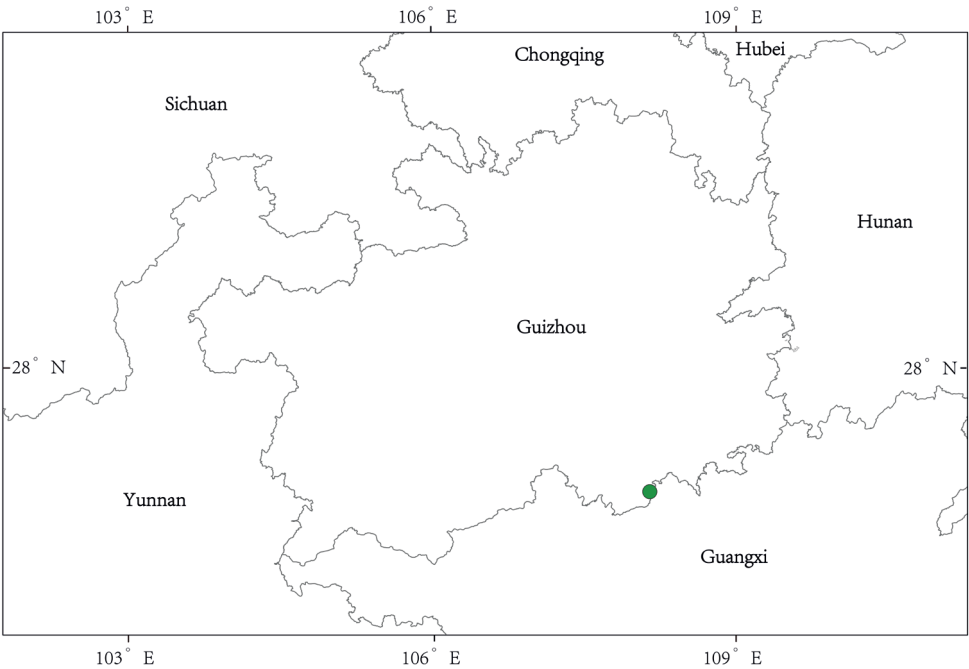 103° E 106° E 109° E
Chongqing
Hubei
Sichuan
Hunan
Guizhou
28° N 28° N
Yunnan
Guangxi
103° E 106° E 109° E